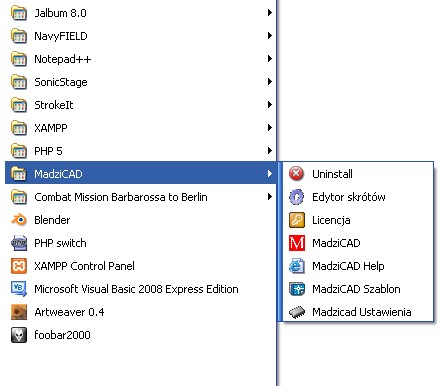 Jalbum 8.0
NavyFIELD
Notepad++
SonicStage
StrokeIt
XAMPP
PHP 5
MadziCAD
Combat Mission Barbarossa to Berlin
Blender
PHP switch
XAMPP Control Panel
Microsoft Visual Basic 2008 Express Edition
Artweaver 0.4
foobar2000
Uninstall
Edytor skrótów
Licencja
MadziCAD
MadziCAD Help
MadziCAD Szablon
Madzicad Ustawienia